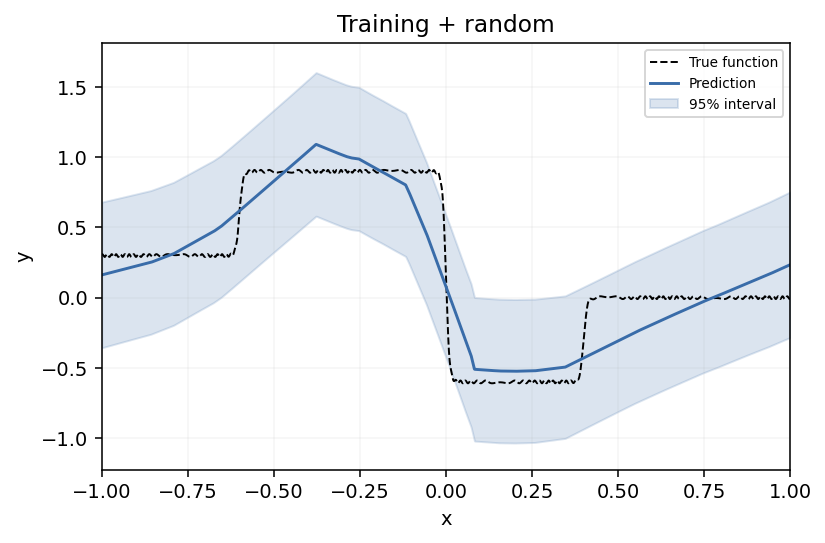 Training + random
True function
Prediction
95% interval
1.5
1.0
0.5
0.0
−0.5
−1.0
y
−1.00 −0.75 −0.50 −0.25 0.00 0.25 0.50 0.75 1.00
x